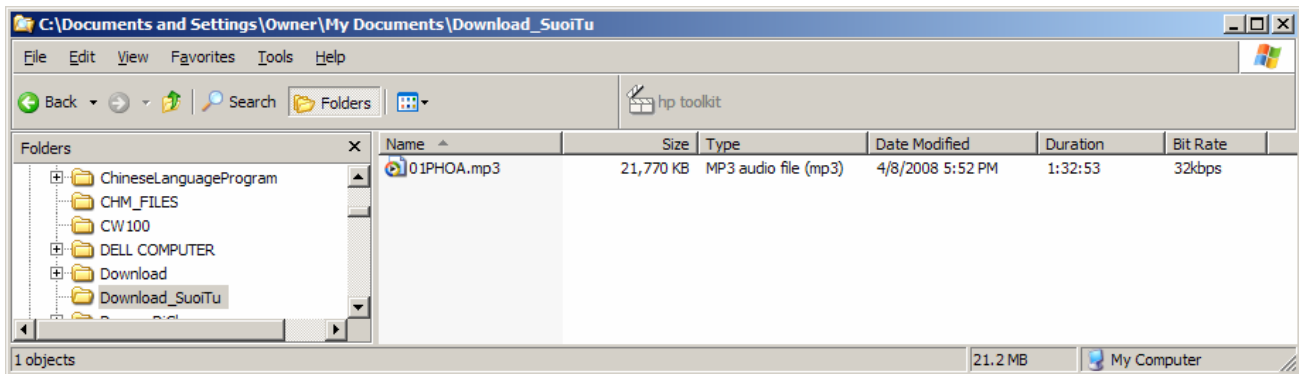 C:\Documents and Settings\Owner\My Documents\Download_SuoiTu
File Edit View Favorites Tools Help
Back Search Folders hp toolkit
Folders x Name Size Type Date Modified Duration Bit Rate
ChineseLanguageProgram 01PHOA.mp3 21,770 KB MP3 audio file (mp3) 4/8/2008 5:52 PM 1:32:53 32kbps
CHM_FILES
CW100
DELL COMPUTER
Download
Download_SuoiTu
1 objects 21.2 MB My Computer